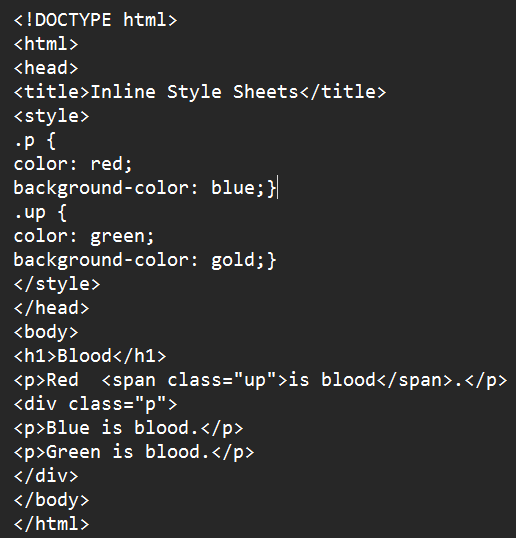 <!DOCTYPE html>
<html>
<head>
<title>Inline Style Sheets</title>
<style>
.p {
color: red;
background-color: blue;}
.up {
color: green;
background-color: gold;}
</style>
</head>
<body>
<h1>Blood</h1>
<p>Red  <span class="up">is blood</span>.</p>
<div class="p">
<p>Blue is blood.</p>
<p>Green is blood.</p>
</div>
</body>
</html>